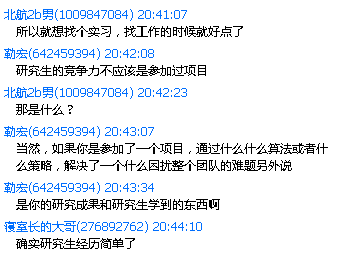 北航2b男(1009847084) 20:41:07
所以就想找个实习，找工作的时候就好点了
勒宏(642459394) 20:42:08
研究生的竞争力不应该是参加过项目
北航2b男(1009847084) 20:42:23
那是什么？
勒宏(642459394) 20:43:07
当然，如果你是参加了一个项目，通过什么什么算法或者什
么策略，解决了一个什么困扰整个团队的难题另外说
勒宏(642459394) 20:43:34
是你的研究成果和研究生学到的东西啊
寝室长的大哥(276892762) 20:44:10
确实研究生经历简单了